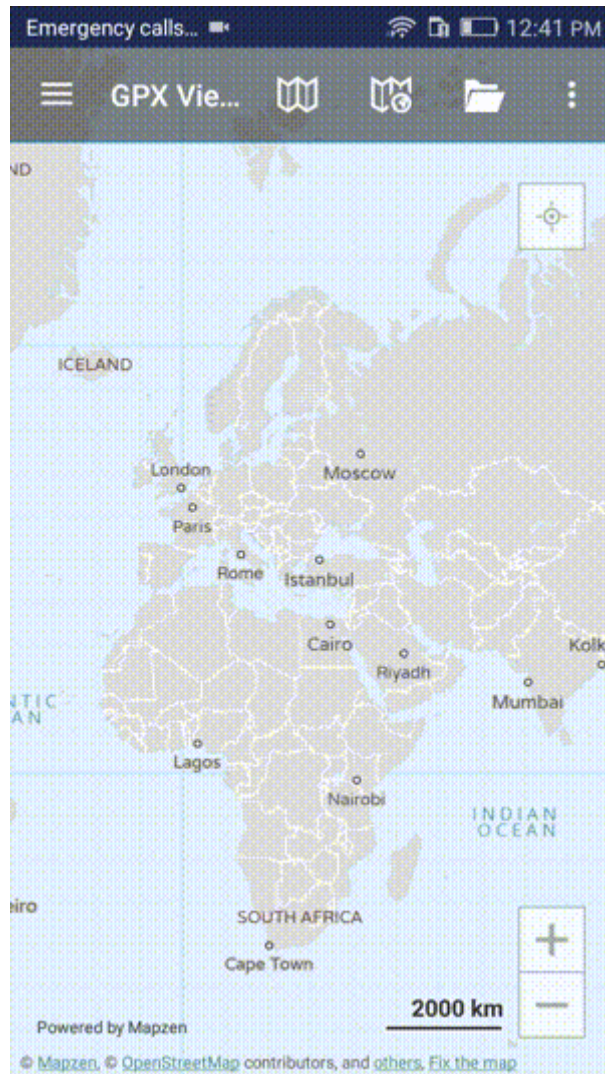 Emergency calls... 12:41 PM
GPX Vie...
ND
ICELAND
London
Moscow
Paris
Rome
Istanbul
Cairo
Kolk
Riyadh
NTIC
AN
Mumbai
Lagos
Nairobi
INDIAN
OCEAN
eiro
SOUTH AFRICA
Cape Town
2000 km
Powered by Mapzen
© Mapzen, © OpenStreetMap contributors, and others, Fix the map